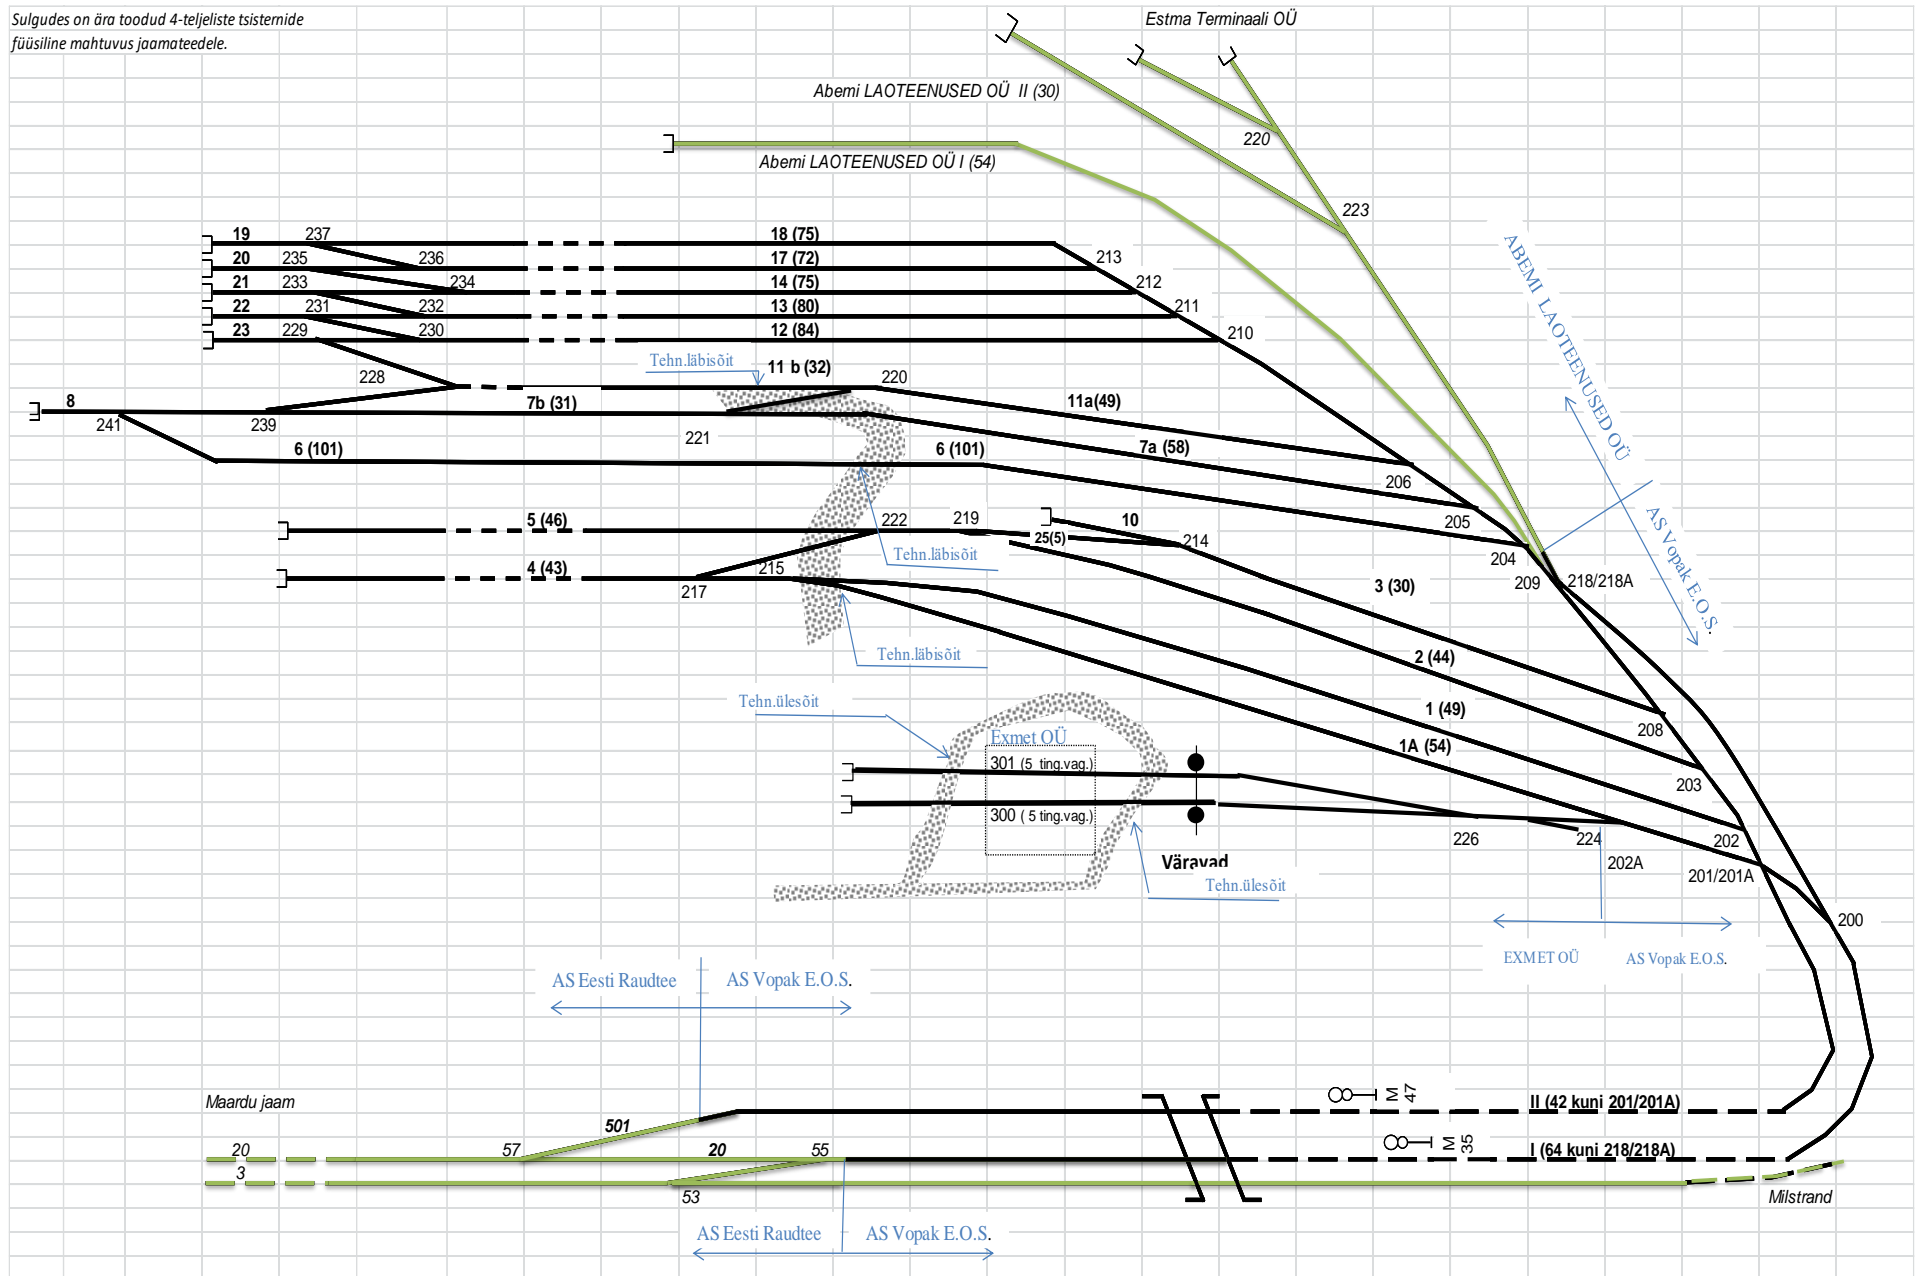 Sulgudes on ära toodud 4-teljeliste tsisternide
füüsiline mahtuvus jaamateedele.
Estma Terminaali OÜ
Abemi LAOTEENUSED OÜ II (30)
220
Abemi LAOTEENUSED OÜ I (54)
223
ABEMI LAOTEENUSED OÜ
AS Vopak E.O.S.
19 237 18 (75)
20 235 236 17 (72) 213
21 233 234 14 (75) 212
22 231 232 13 (80) 211
23 229 230 12 (84) 210
Tehn.läbisõit
11 b (32)
228 220
8 7b (31) 11a(49)
241 239 221
6 (101) 6 (101) 7a (58)
206
205
5 (46) 222 219 10
25(5) 214
204
Tehn.läbisõit
4 (43) 215
217
209 218/218A
3 (30)
Tehn.läbisõit
2 (44)
Tehn.ülesõit
1 (49)
208
Exmet OÜ
1A (54)
301 (5 ting.vag.)
203
300 ( 5 ting.vag.)
226 224 202
Väravad
202A
201/201A
Tehn.ülesõit
200
EXMET OÜ AS Vopak E.O.S.
AS Eesti Raudtee AS Vopak E.O.S.
Maardu jaam
M 47
II (42 kuni 201/201A)
501
20 57 20 55
M 35
I (64 kuni 218/218A)
3
53
Milstrand
AS Eesti Raudtee AS Vopak E.O.S.